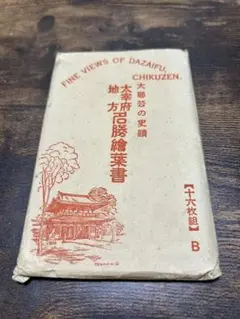 FINE VIEWS OF DAZAIFU,
CHIKUZEN.
大宰府の史蹟
太宰府
地方
名勝繪葉書
【十六枚組】
B